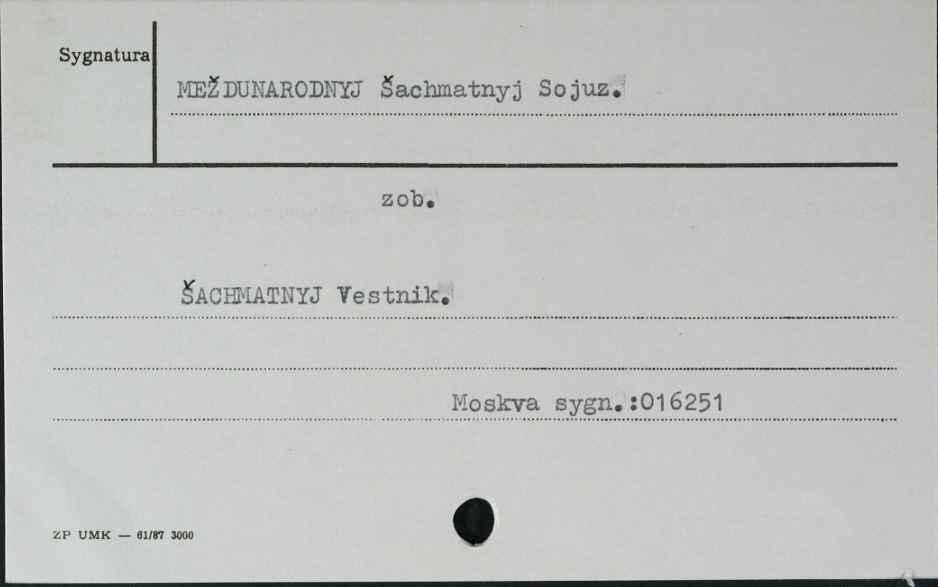 Sygnatura
MEŽDUNARODNYJ Šachmatnyj Sojuz.
zob.
ŠACHMATNYJ Vestnik.
Moskva sygn.:016251
ZP UMK — 61/87 3000